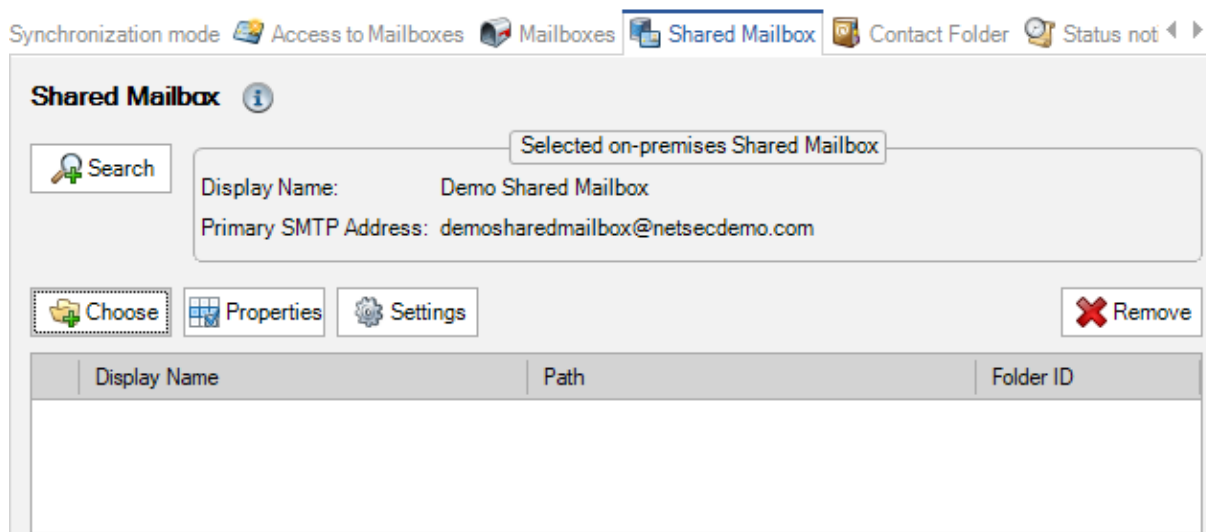 Synchronization mode Access to Mailboxes Mailboxes Shared Mailbox Contact Folder Status noti
Shared Mailbox
Search
Selected on-premises Shared Mailbox
Display Name: Demo Shared Mailbox
Primary SMTP Address: demosharedmailbox@netsecdemo.com
Choose Properties Settings Remove
Display Name Path Folder ID